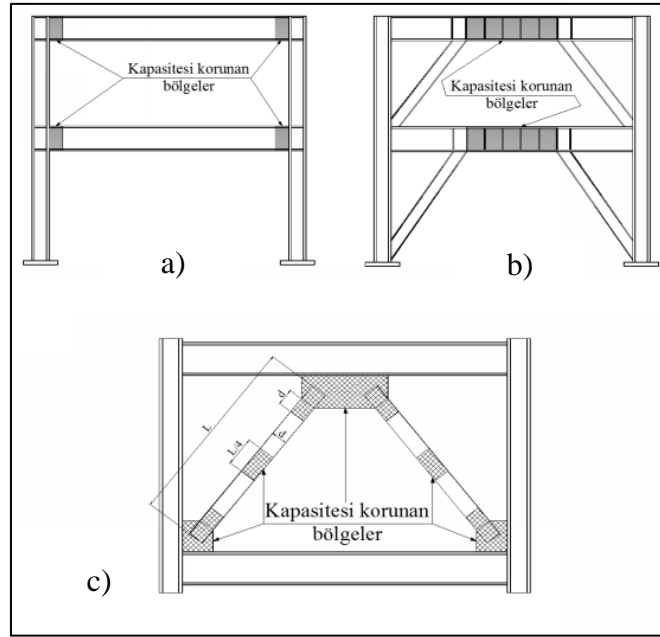 Kapasitesi korunan
bölgeler
a)
Kapasitesi korunan
bölgeler
b)
L
d
d
L/4
Kapasitesi korunan
bölgeler
c)